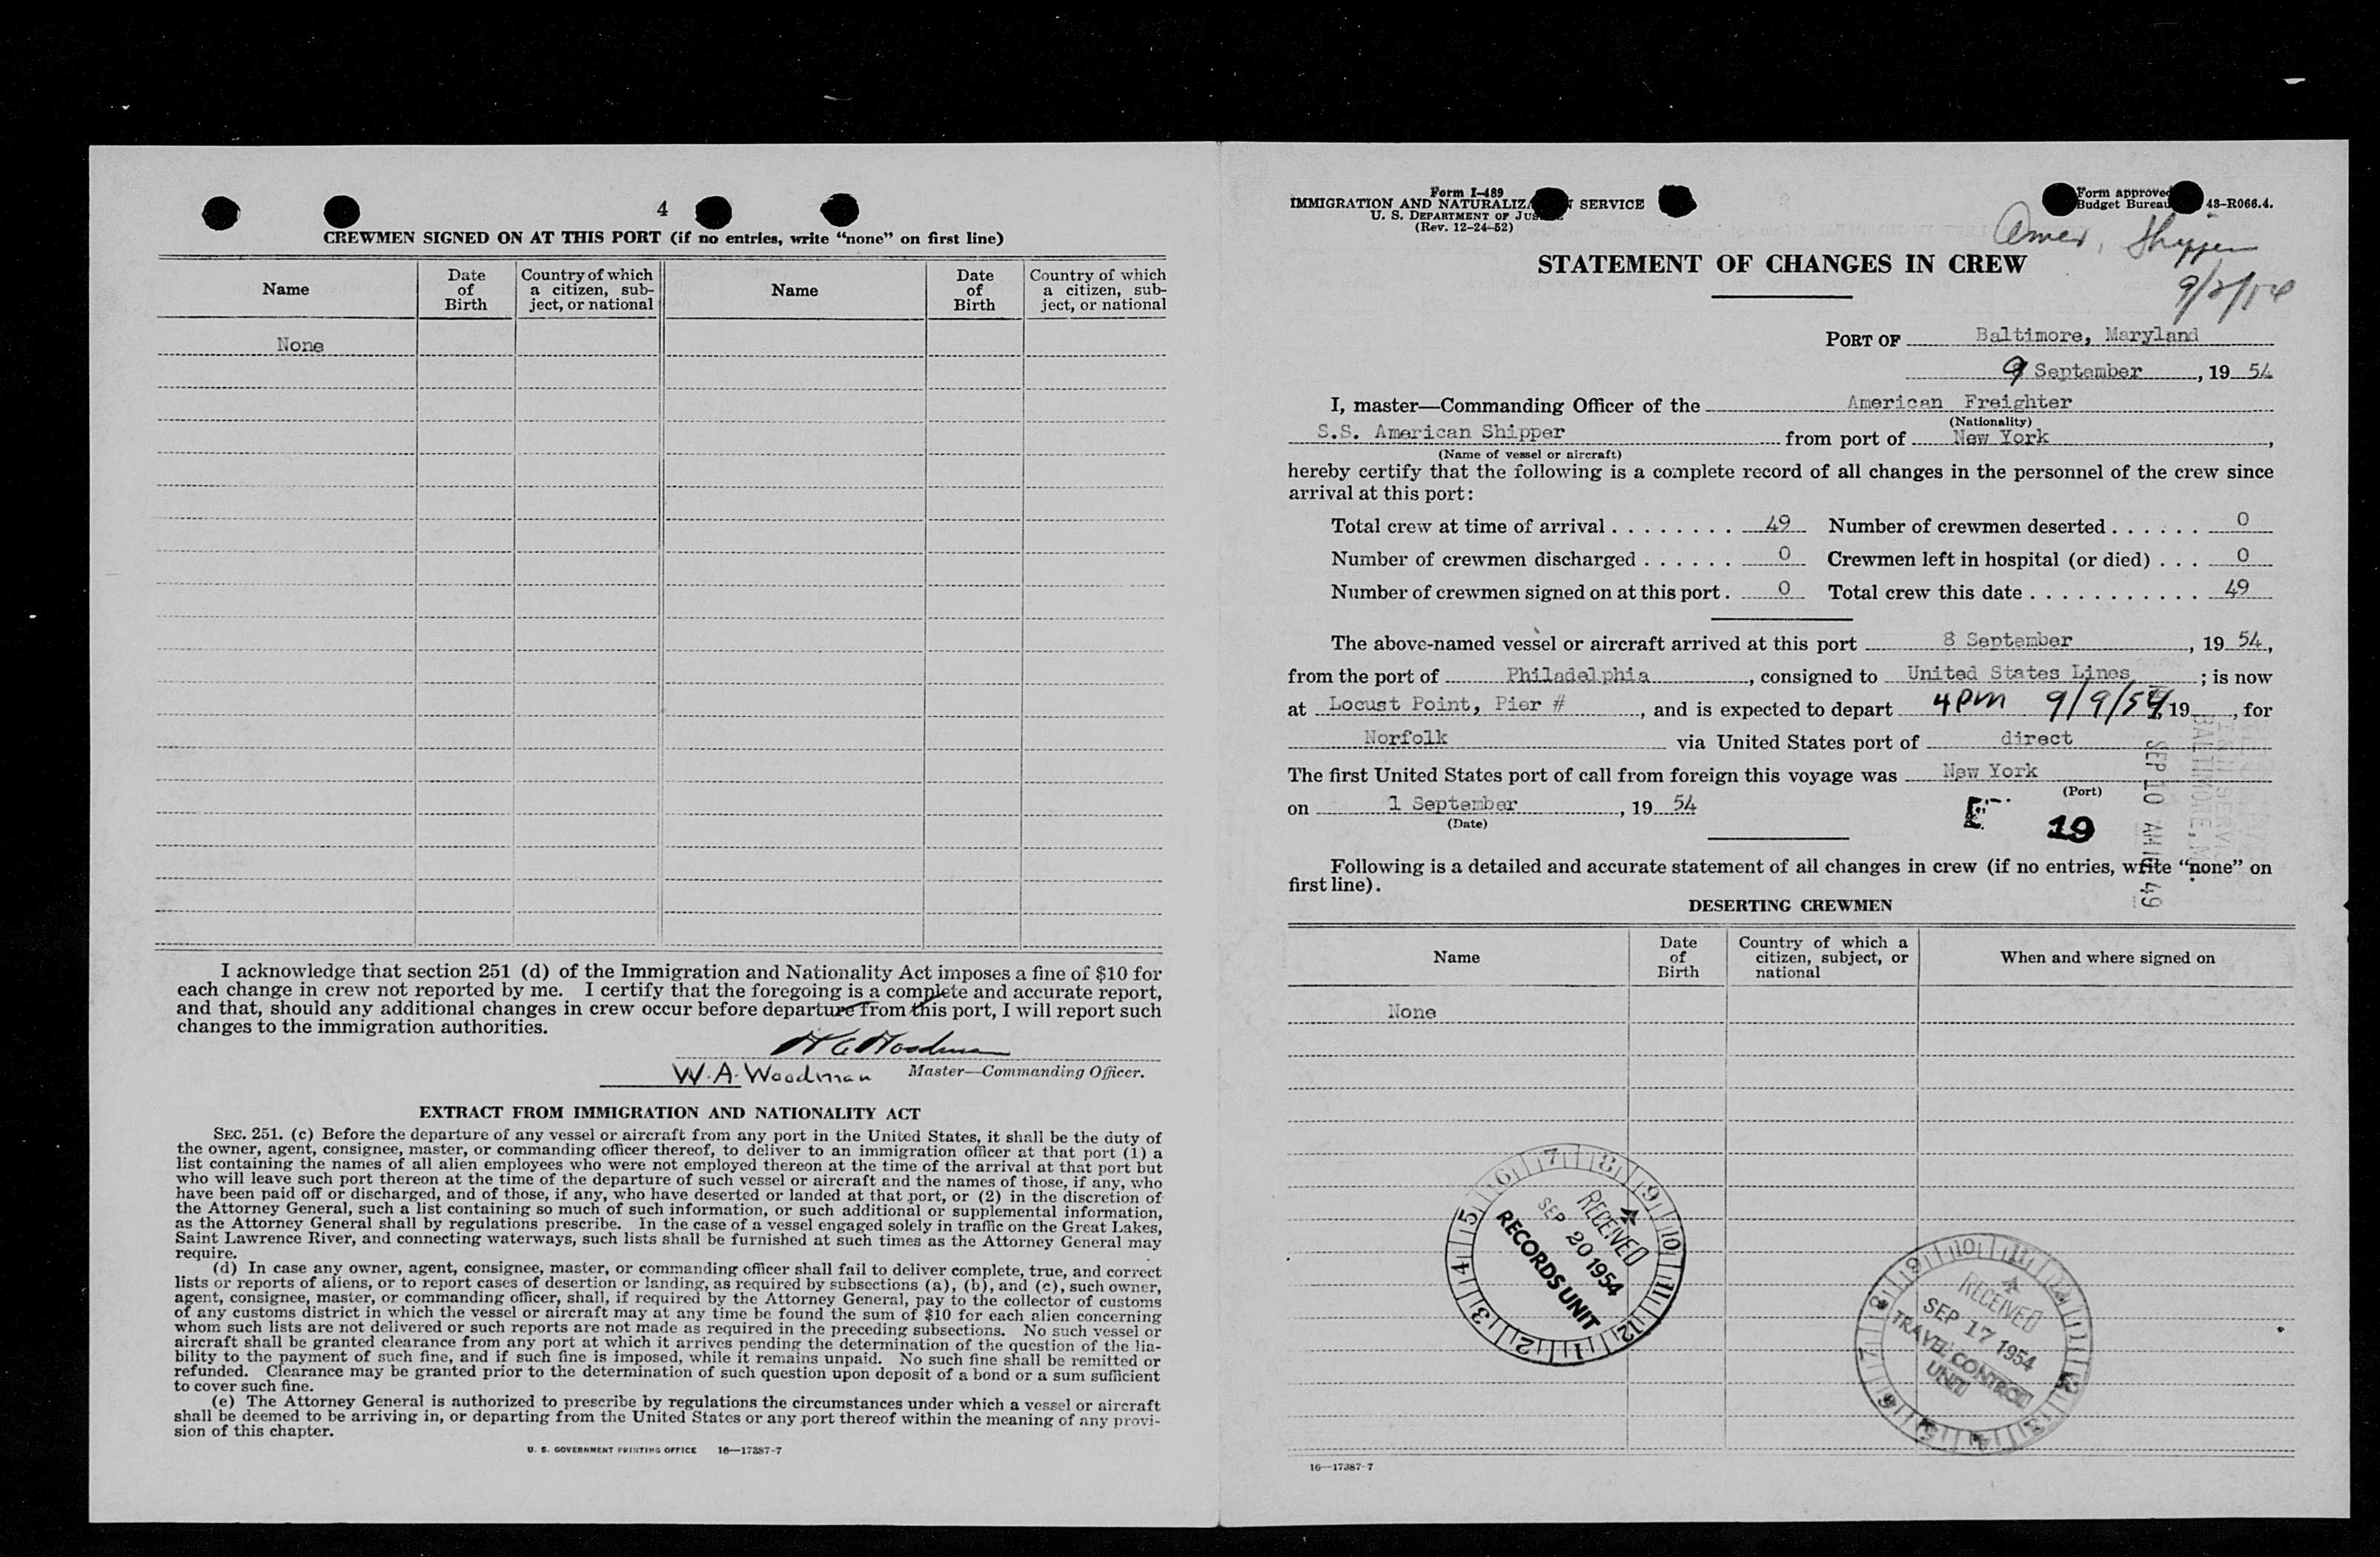 4
CREWMEN SIGNED ON AT THIS PORT (if no entries, write “none” on first line)
Name
Date of Birth
Country of which a citizen, subject, or national
Name
Date of Birth
Country of which a citizen, subject, or national
None
I acknowledge that section 251 (d) of the Immigration and Nationality Act imposes a fine of $10 for
each change in crew not reported by me. I certify that the foregoing is a complete and accurate report,
and that, should any additional changes in crew occur before departure from this port, I will report such
changes to the immigration authorities.
W A Woodman
W. A. Woodman Master—Commanding Officer.
EXTRACT FROM IMMIGRATION AND NATIONALITY ACT
SEC. 251. (c) Before the departure of any vessel or aircraft from any port in the United States, it shall be the duty of
the owner, agent, consignee, master, or commanding officer thereof, to deliver to an immigration officer at that port (1) a
list containing the names of all alien employees who were not employed thereon at the time of the arrival at that port but
who will leave such port thereon at the time of the departure of such vessel or aircraft and the names of those, if any, who
have been paid off or discharged, and of those, if any, who have deserted or landed at that port, or (2) in the discretion of
the Attorney General, such a list containing so much of such information, or such additional or supplemental information,
as the Attorney General shall by regulations prescribe. In the case of a vessel engaged solely in traffic on the Great Lakes,
Saint Lawrence River, and connecting waterways, such lists shall be furnished at such times as the Attorney General may
require.
(d) In case any owner, agent, consignee, master, or commanding officer shall fail to deliver complete, true, and correct
lists or reports of aliens, or to report cases of desertion or landing, as required by subsections (a), (b), and (c), such owner,
agent, consignee, master, or commanding officer, shall, if required by the Attorney General, pay to the collector of customs
of any customs district in which the vessel or aircraft may at any time be found the sum of $10 for each alien concerning
whom such lists are not delivered or such reports are not made as required in the preceding subsections. No such vessel or
aircraft shall be granted clearance from any port at which it arrives pending the determination of the question of the lia-
bility to the payment of such fine, and if such fine is imposed, while it remains unpaid. No such fine shall be remitted or
refunded. Clearance may be granted prior to the determination of such question upon deposit of a bond or a sum sufficient
to cover such fine.
(e) The Attorney General is authorized to prescribe by regulations the circumstances under which a vessel or aircraft
shall be deemed to be arriving in, or departing from the United States or any port thereof within the meaning of any provi-
sion of this chapter.
U. S. GOVERNMENT PRINTING OFFICE 16—17387-7
Form I-489
IMMIGRATION AND NATURALIZA N SERVICE
U. S. DEPARTMENT OF JUS
(Rev. 12-24-52)
Form approved
Budget Bureau 43-R066.4.
Amer. Shipper
STATEMENT OF CHANGES IN CREW
PORT OF Baltimore, Maryland
9 September, 19 54
I, master—Commanding Officer of the American Freighter
(Nationality)
S.S. American Shipper from port of New York,
(Name of vessel or aircraft)
hereby certify that the following is a complete record of all changes in the personnel of the crew since
arrival at this port:
Total crew at time of arrival 49 Number of crewmen deserted 0
Number of crewmen discharged 0 Crewmen left in hospital (or died) 0
Number of crewmen signed on at this port 0 Total crew this date 49
The above-named vessel or aircraft arrived at this port 8 September, 19 54,
from the port of Philadelphia, consigned to United States Lines; is now
at Locust Point, Pier #, and is expected to depart 4 PM 9/9/54, 19, for
Norfolk via United States port of direct
The first United States port of call from foreign this voyage was New York
(Port)
on 1 September, 19 54
(Date)
19
BALTIMORE, M
SEP 10 AM 49
Following is a detailed and accurate statement of all changes in crew (if no entries, write “none” on
first line).
DESERTING CREWMEN
Name
Date of Birth
Country of which a citizen, subject, or national
When and where signed on
None
RECEIVED
SEP 20 1954
RECORDS UNIT
RECEIVED
SEP 17 1954
TRAVEL CONTROL
UNIT
16—17387-7